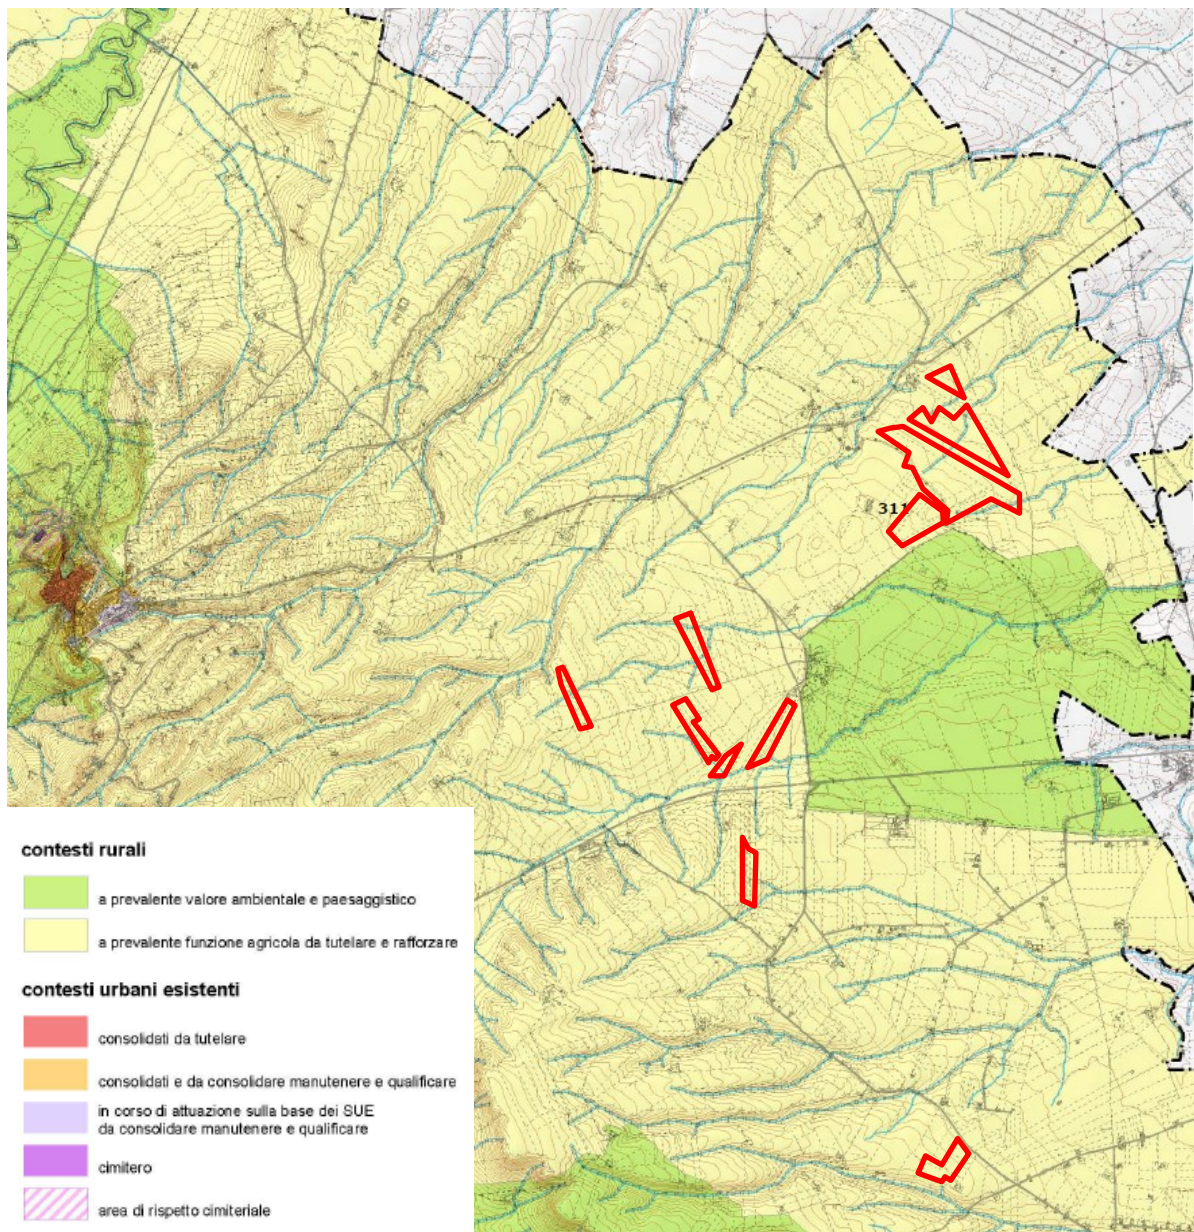 311
contesti rurali
a prevalente valore ambientale e paesaggistico
a prevalente funzione agricola da tutelare e rafforzare
contesti urbani esistenti
consolidati da tutelare
consolidati e da consolidare manutenere e qualificare
in corso di attuazione sulla base dei SUE
da consolidare manutenere e qualificare
cimitero
area di rispetto cimiteriale